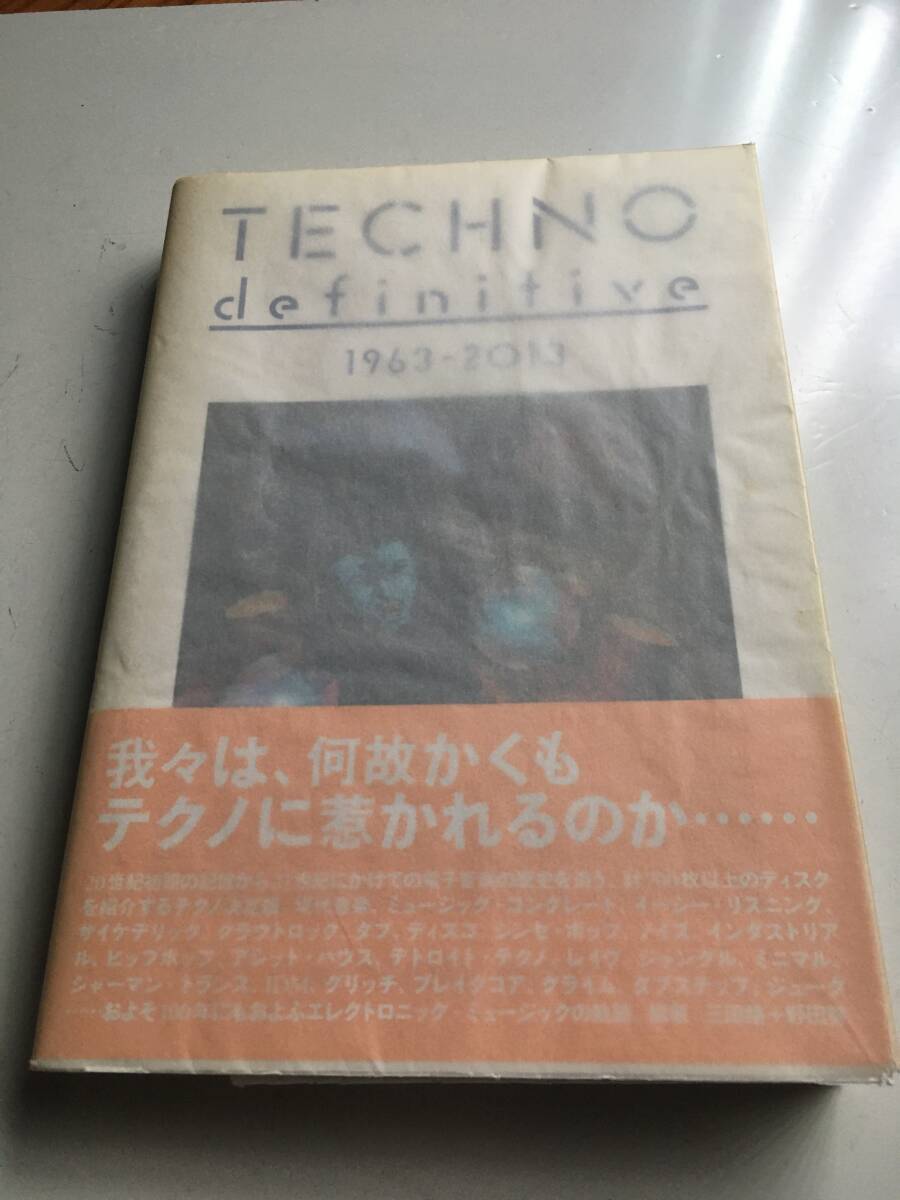 TECHNO
definitive
1963-2013
我々は、何故かくも
テクノに惹かれるのか……
20世紀初頭の記憶から21世紀にかけての電子音楽の歴史を追う、計 枚以上のディスク
を紹介するテクノ決定版 現代音楽、ミュージック・コンクレート、イージー・リスニング、
サイケデリック、クラウトロック、ダブ、ディスコ、シンセ・ポップ、ノイズ、インダストリア
ル、ヒップホップ、アシッド・ハウス、デトロイト・テクノ、レイヴ、ジャングル、ミニマル、
ジャーマン・トランス、IDM、グリッチ、ブレイクコア、グライム、ダブステップ、ジューク
……およそ100年にもおよぶエレクトロニック・ミュージックの 三田格+野田